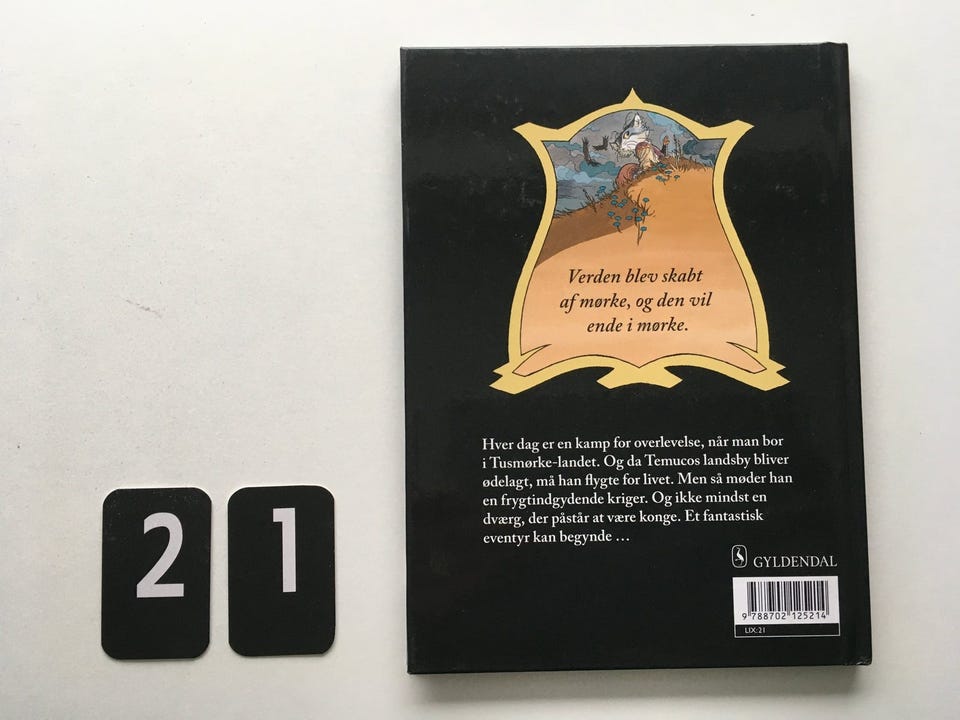 Verden blev skabt
af mørke, og den vil
ende i mørke.
Hver dag er en kamp for overlevelse, når man bor
i Tusmørke-landet. Og da Temucos landsby bliver
ødelagt, må han flygte for livet. Men så møder han
en frygtindgydende kriger. Og ikke mindst en
dværg, der påstår at være konge. Et fantastisk
eventyr kan begynde …
GYLDENDAL
9 788702 125214
LIX: 21
2 1